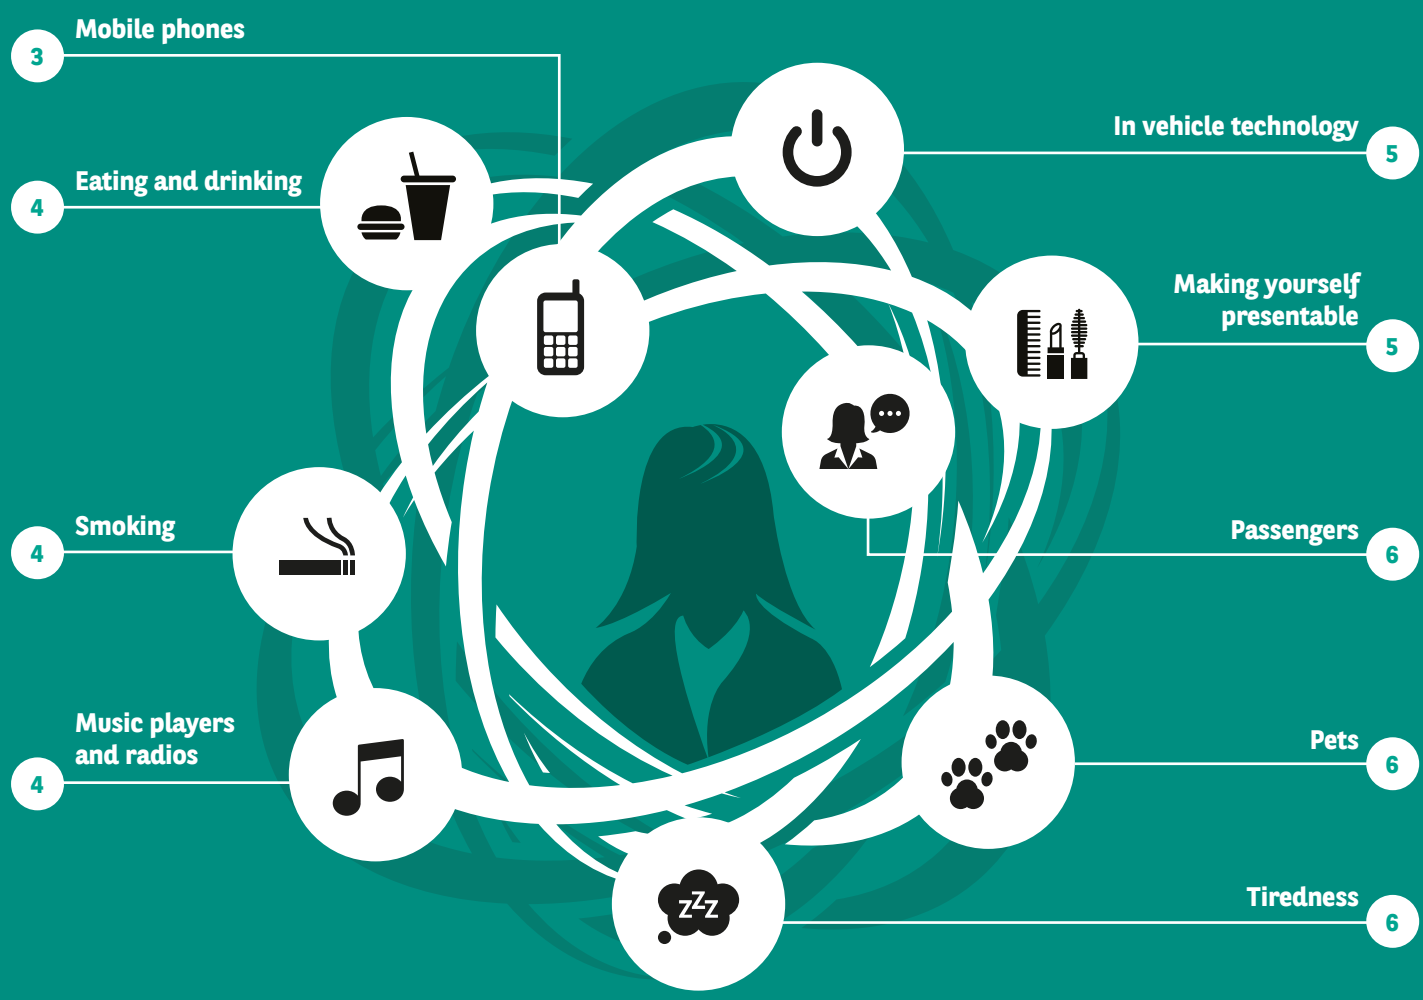 Mobile phones
3
Eating and drinking
4
Smoking
4
Music players
and radios
4
In vehicle technology
5
Making yourself
presentable
5
Passengers
6
Pets
6
Tiredness
6
zZz